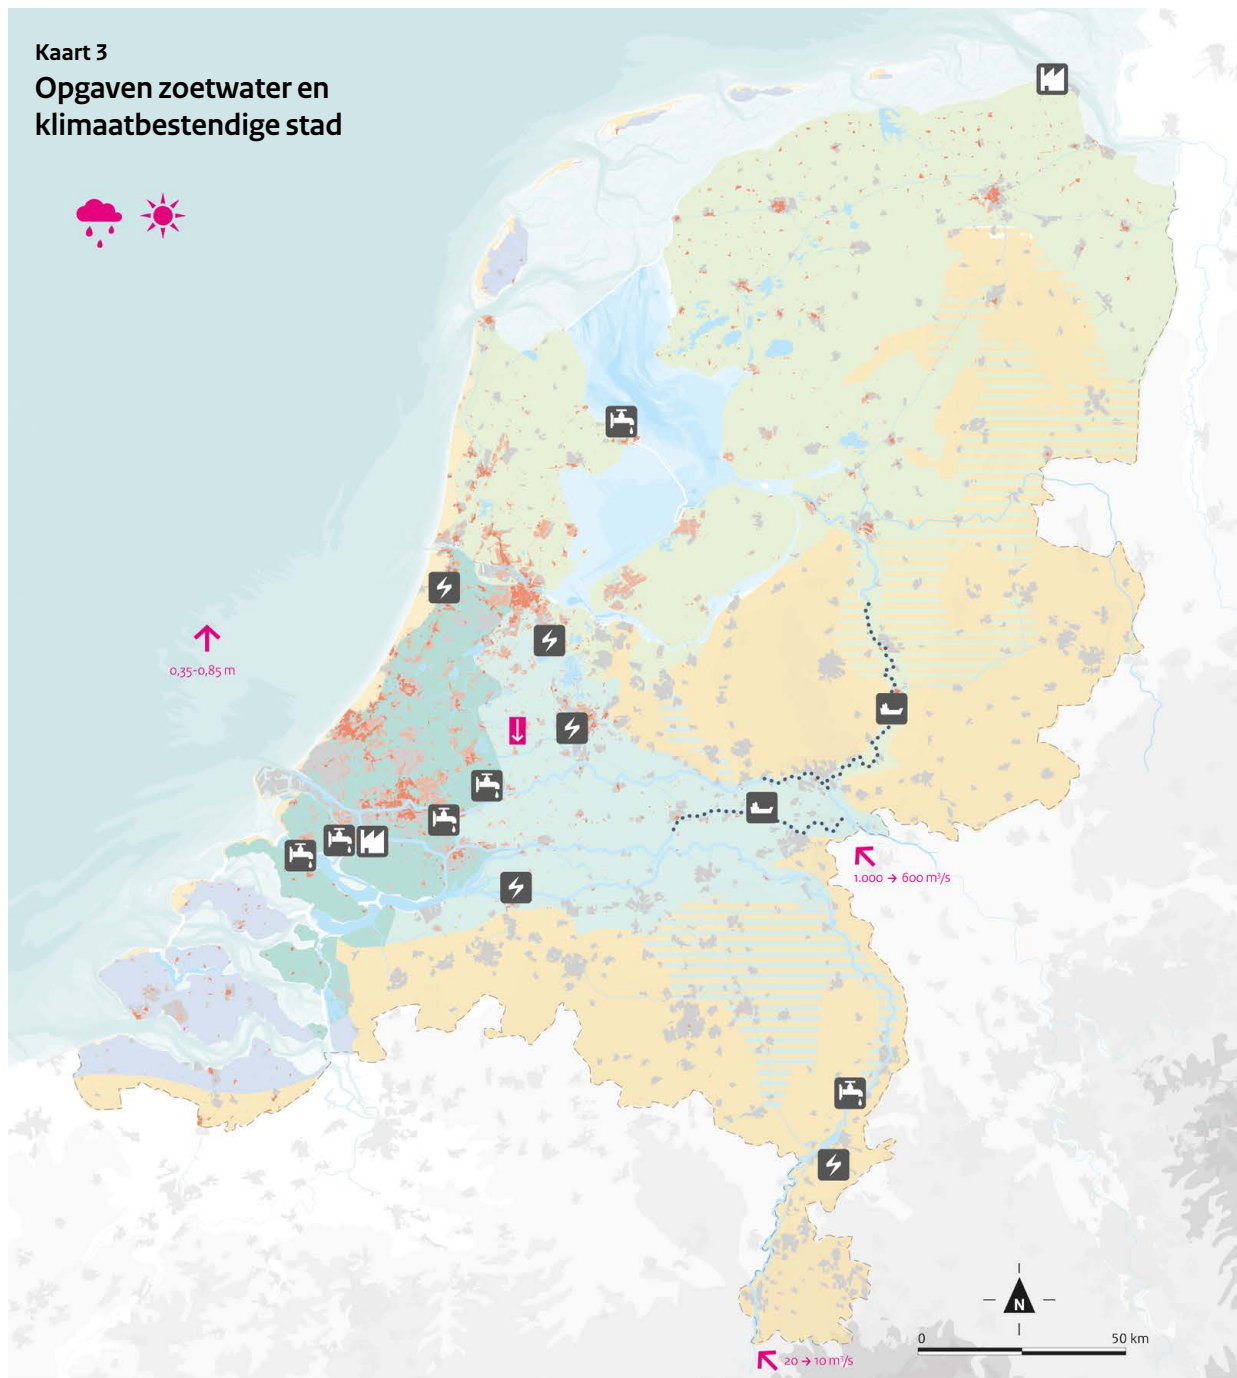 Kaart 3
Opgaven zoetwater en
klimaatbestendige stad
0,35-0,85 m
1.000 → 600 m³/s
N
0 50 km
20 → 10 m³/s